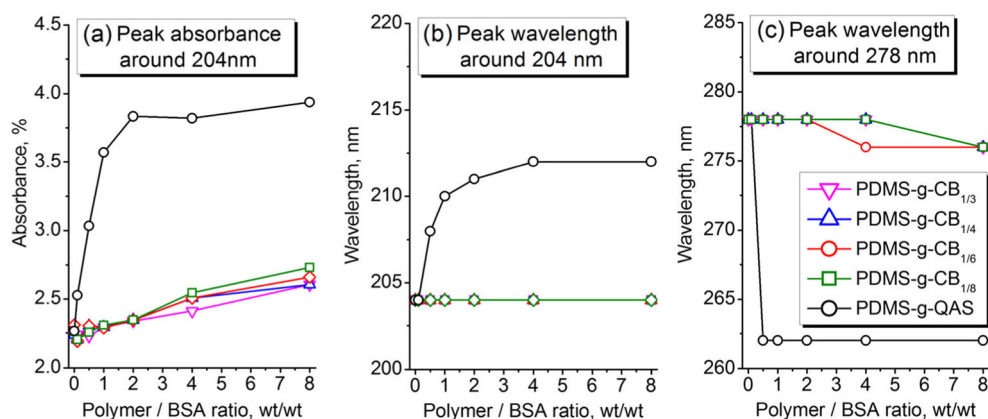 (a) Peak absorbance
around 204nm
Absorbance, %
4.5
4.0
3.5
3.0
2.5
2.0
0 1 2 3 4 5 6 7 8
Polymer / BSA ratio, wt/wt
(b) Peak wavelength
around 204 nm
Wavelength, nm
220
215
210
205
200
0 1 2 3 4 5 6 7 8
Polymer / BSA ratio, wt/wt
(c) Peak wavelength
around 278 nm
Wavelength, nm
285
280
275
270
265
260
PDMS-g-CB1/3
PDMS-g-CB1/4
PDMS-g-CB1/6
PDMS-g-CB1/8
PDMS-g-QAS
0 1 2 3 4 5 6 7 8
Polymer / BSA ratio, wt/wt